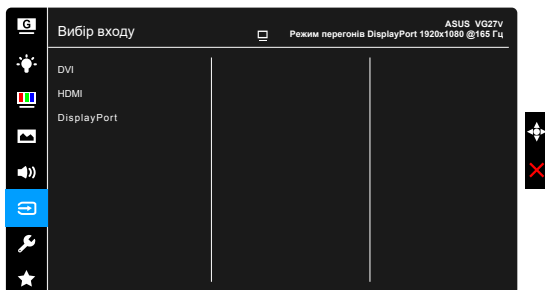 G
Вибір входу
ASUS VG27V
Режим перегонів DisplayPort 1920x1080 @165 Гц
DVI
HDMI
DisplayPort